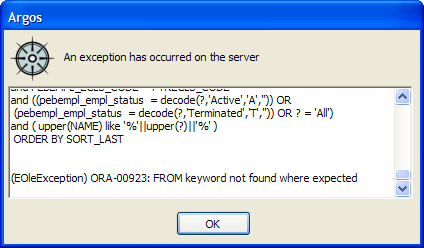 Argos
An exception has occurred on the server
and ((pebempl_empl_status = decode(?,'Active','A','')) OR
(pebempl_empl_status = decode(?,'Terminated','T','')) OR ? = 'All')
and ( upper(NAME) like '%'||upper(?)||'%' )
ORDER BY SORT_LAST
(EOleException) ORA-00923: FROM keyword not found where expected
OK